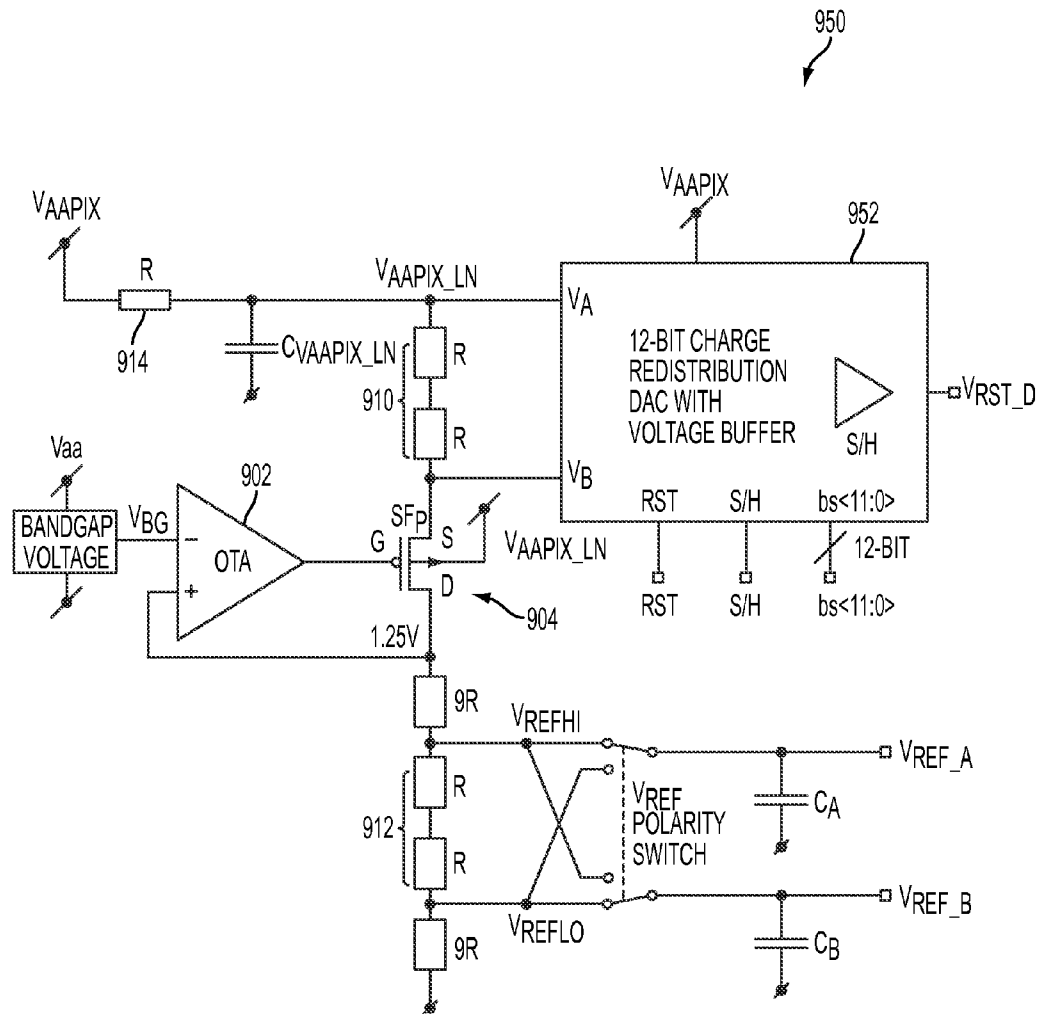 950
VAAPIX
VAAPIX
952
R
VAAPIX_LN
914
CVAAPIX_LN
R
910
R
VA
12-BIT CHARGE
REDISTRIBUTION
DAC WITH
VOLTAGE BUFFER
S/H
VRST_D
VB
RST
S/H
bs<11:0>
12-BIT
RST
S/H
bs<11:0>
Vaa
902
BANDGAP
VOLTAGE
VBG
-
OTA
+
SFP
G
S
D
VAAPIX_LN
904
1.25V
9R
VREFHI
R
912
R
VREF
POLARITY
SWITCH
VREFLO
9R
VREF_A
CA
VREF_B
CB